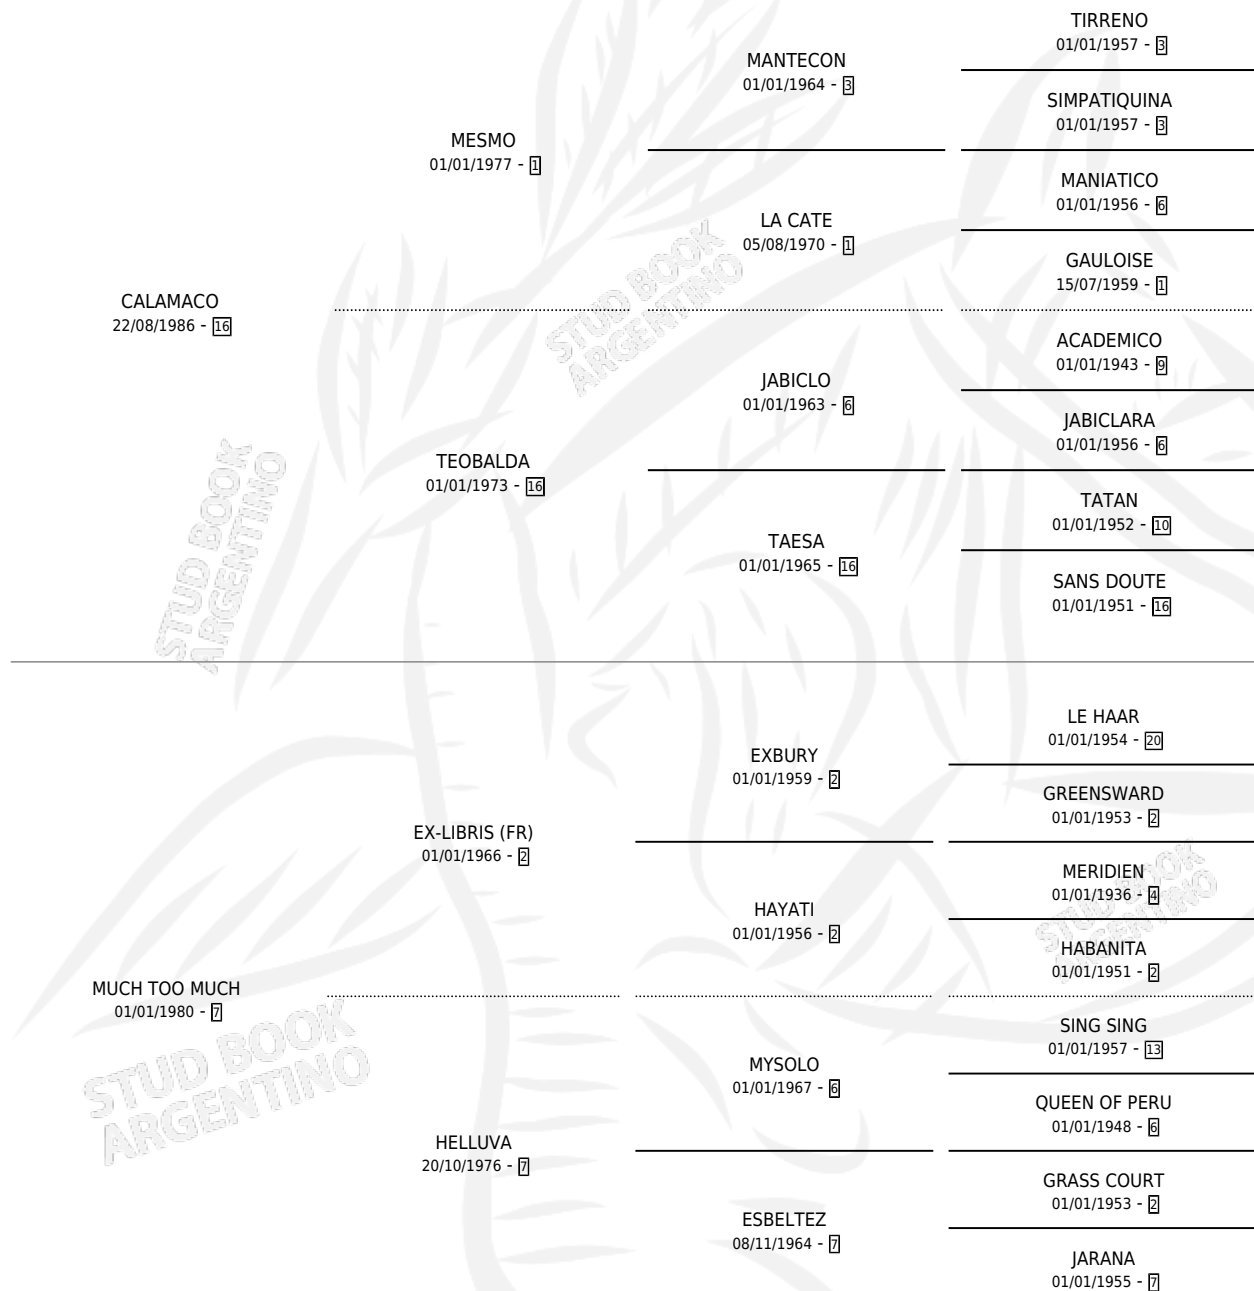 TIRRENO
01/01/1957 - 3
MANTECON
01/01/1964 - 3
SIMPATIQUINA
01/01/1957 - 3
MESMO
01/01/1977 - 1
MANIATICO
01/01/1956 - 6
LA CATE
05/08/1970 - 1
GAULOISE
15/07/1959 - 1
CALAMACO
22/08/1986 - 16
STUD BOOK
ARGENTINO
ACADEMICO
01/01/1943 - 9
JABICLO
01/01/1963 - 6
JABICLARA
01/01/1956 - 6
TEOBALDA
01/01/1973 - 16
TATAN
01/01/1952 - 10
TAESA
01/01/1965 - 16
SANS DOUTE
01/01/1951 - 16
STUD BOOK
ARGENTINO
LE HAAR
01/01/1954 - 20
EXBURY
01/01/1959 - 2
GREENSWARD
01/01/1953 - 2
EX-LIBRIS (FR)
01/01/1966 - 2
MERIDIEN
01/01/1936 - 4
HAYATI
01/01/1956 - 2
HABANITA
01/01/1951 - 2
STUD BOOK
ARGENTINO
MUCH TOO MUCH
01/01/1980 - 7
STUD BOOK
ARGENTINO
SING SING
01/01/1957 - 13
MYSOLO
01/01/1967 - 6
QUEEN OF PERU
01/01/1948 - 6
HELLUVA
20/10/1976 - 7
GRASS COURT
01/01/1953 - 2
ESBELTEZ
08/11/1964 - 7
JARANA
01/01/1955 - 7